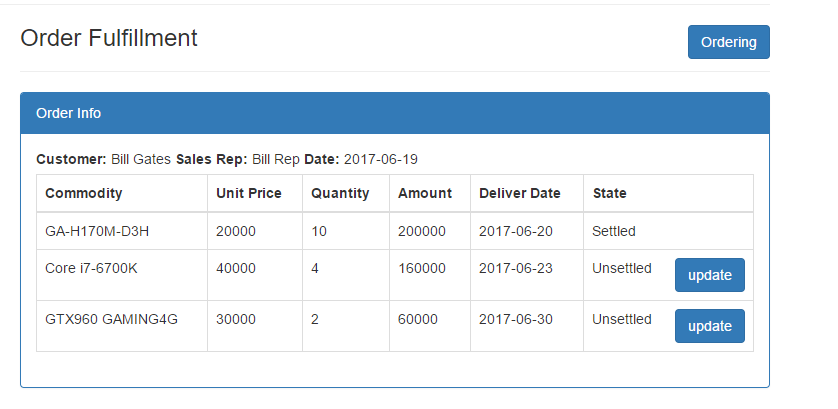 Order Fulfillment
Ordering
Order Info
Customer: Bill Gates Sales Rep: Bill Rep Date: 2017-06-19
Commodity Unit Price Quantity Amount Deliver Date State
GA-H170M-D3H 20000 10 200000 2017-06-20 Settled
Core i7-6700K 40000 4 160000 2017-06-23 Unsettled update
GTX960 GAMING4G 30000 2 60000 2017-06-30 Unsettled update